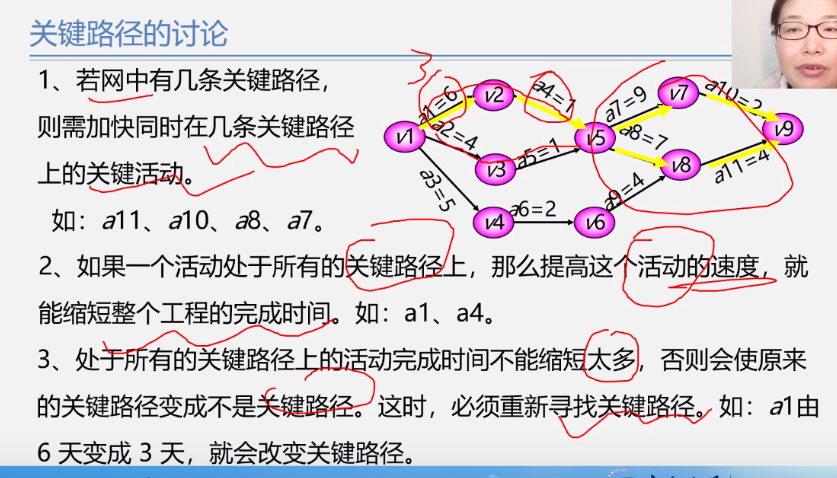 关键路径的讨论
1、若网中有几条关键路径，
则需加快同时在几条关键路径
上的关键活动。
如：a11、a10、a8、a7。
3
a1=6
v2
a4=1
a7=9
v7
a10=2
v1
a2=4
v5
a8=7
v9
v3
a5=1
v8
a11=4
a3=5
a9=4
v4
a6=2
v6
2、如果一个活动处于所有的关键路径上，那么提高这个活动的速度，就
能缩短整个工程的完成时间。如：a1、a4。
3、处于所有的关键路径上的活动完成时间不能缩短太多，否则会使原来
的关键路径变成不是关键路径。这时，必须重新寻找关键路径。如：a1由
6天变成3天，就会改变关键路径。